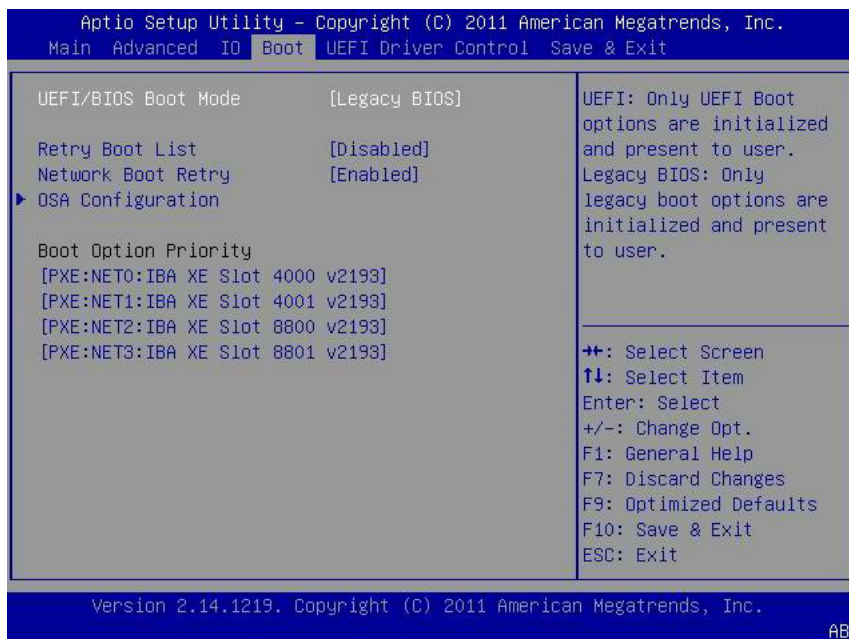 Aptio Setup Utility – Copyright (C) 2011 American Megatrends, Inc.
Main Advanced IO Boot UEFI Driver Control Save & Exit
UEFI/BIOS Boot Mode [Legacy BIOS]
Retry Boot List [Disabled]
Network Boot Retry [Enabled]
▶ OSA Configuration
Boot Option Priority
[PXE:NET0:IBA XE Slot 4000 v2193]
[PXE:NET1:IBA XE Slot 4001 v2193]
[PXE:NET2:IBA XE Slot 8800 v2193]
[PXE:NET3:IBA XE Slot 8801 v2193]
UEFI: Only UEFI Boot
options are initialized
and present to user.
Legacy BIOS: Only
legacy boot options are
initialized and present
to user.
→←: Select Screen
↑↓: Select Item
Enter: Select
+/-: Change Opt.
F1: General Help
F7: Discard Changes
F9: Optimized Defaults
F10: Save & Exit
ESC: Exit
Version 2.14.1219. Copyright (C) 2011 American Megatrends, Inc.
AB